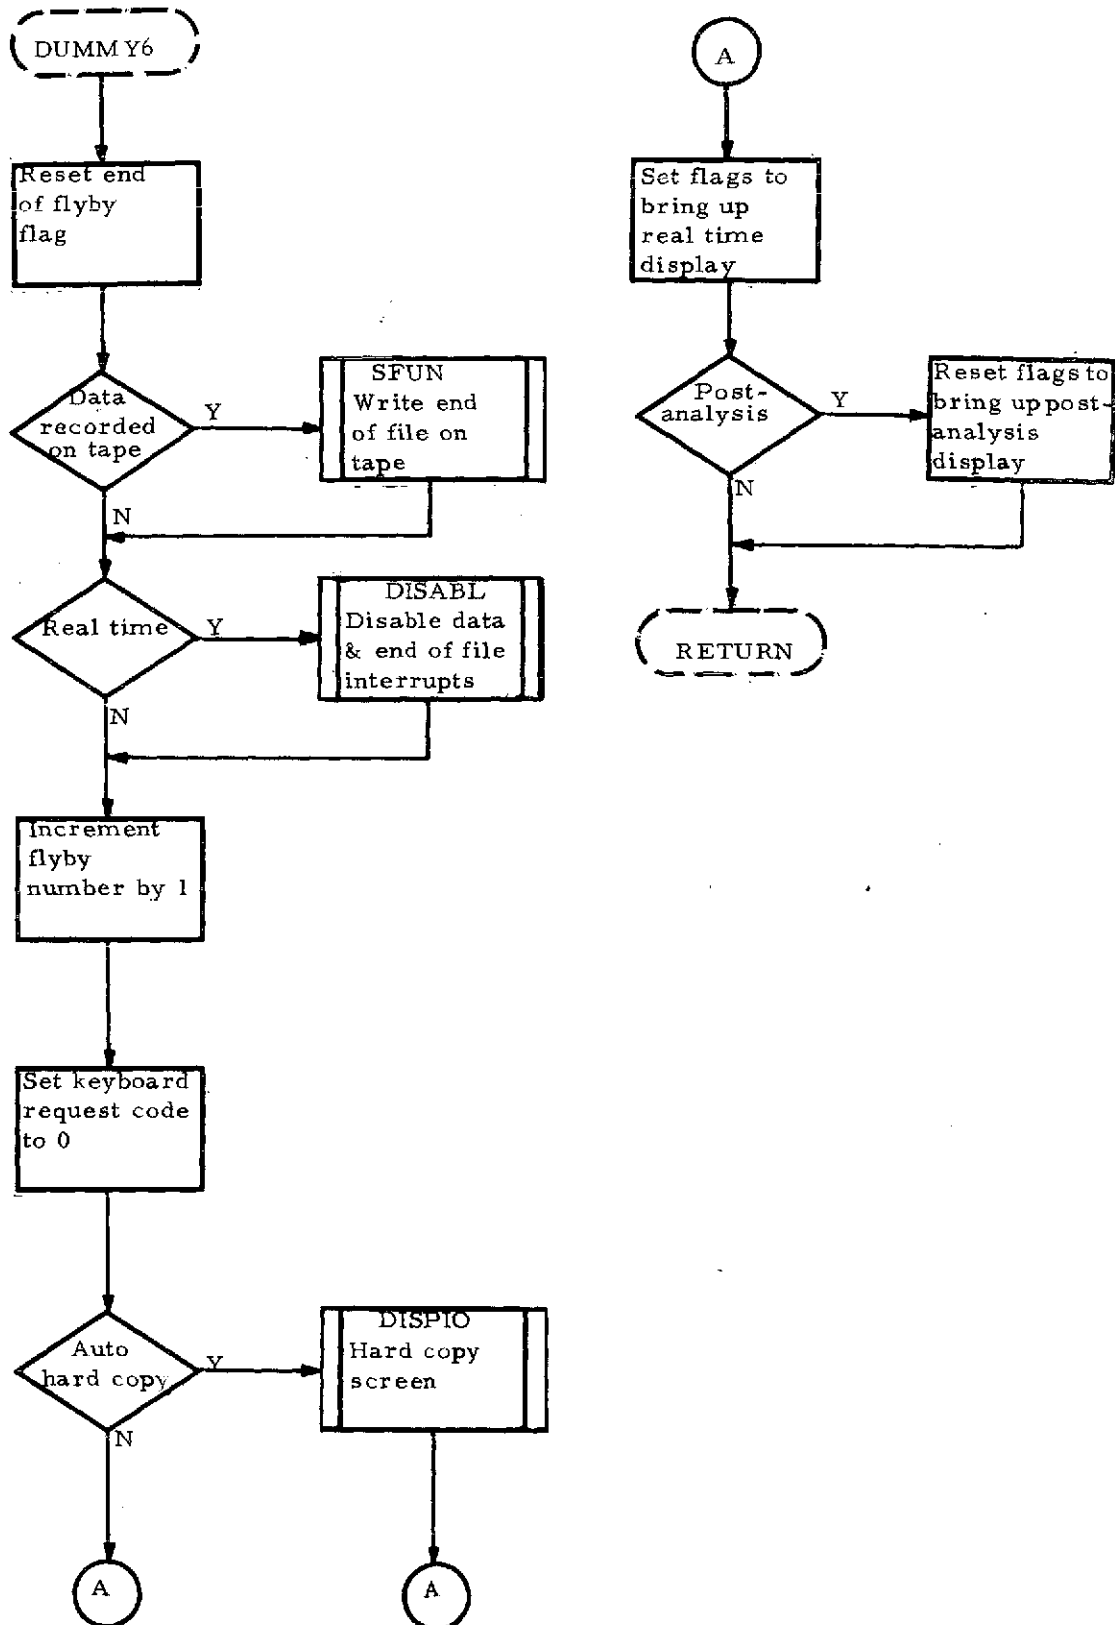 DUMMY6
Reset end
of flyby
flag
Data
recorded
on tape
Y
N
SFUN
Write end
of file on
tape
Real time
Y
N
DISABL
Disable data
& end of file
interrupts
Increment
flyby
number by 1
Set keyboard
request code
to 0
Auto
hard copy
Y
N
DISPIO
Hard copy
screen
A
A
A
Set flags to
bring up
real time
display
Post-
analysis
Y
N
Reset flags to
bring up post-
analysis
display
RETURN